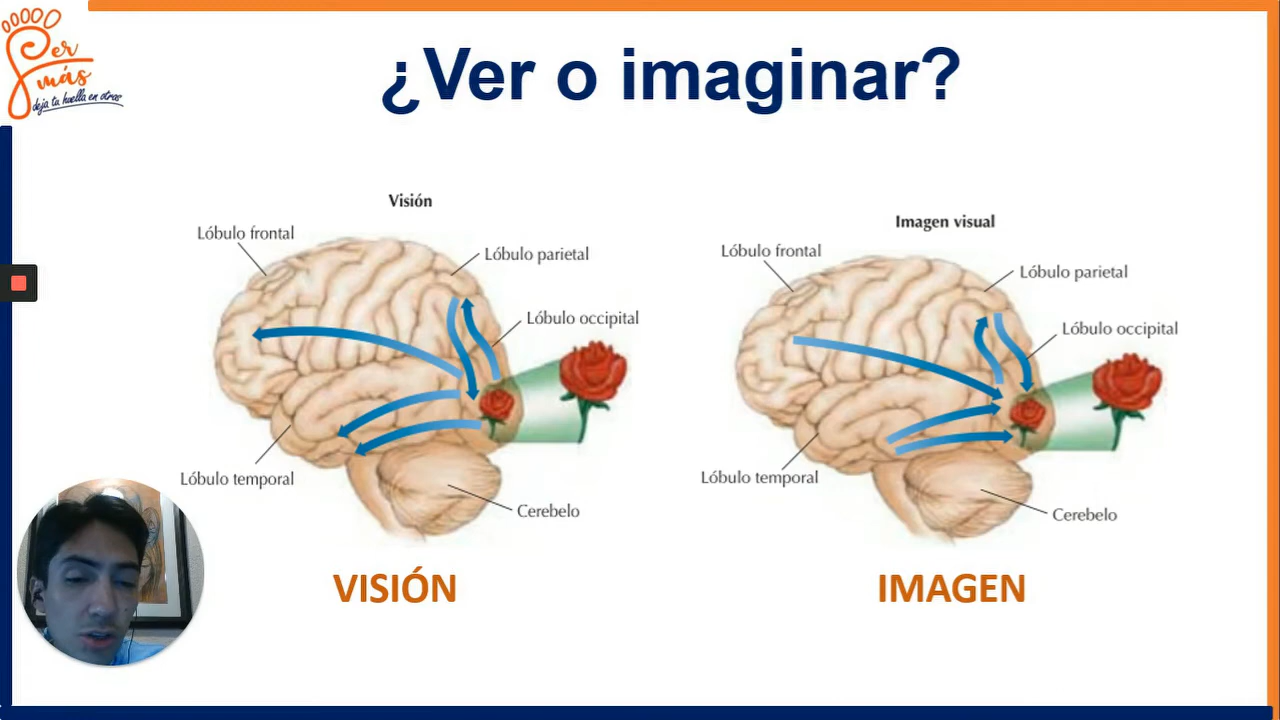 Ser
más
deja tu huella en otros
¿Ver o imaginar?
Visión
Lóbulo frontal
Lóbulo parietal
Lóbulo occipital
Lóbulo temporal
Cerebelo
VISIÓN
Imagen visual
Lóbulo frontal
Lóbulo parietal
Lóbulo occipital
Lóbulo temporal
Cerebelo
IMAGEN